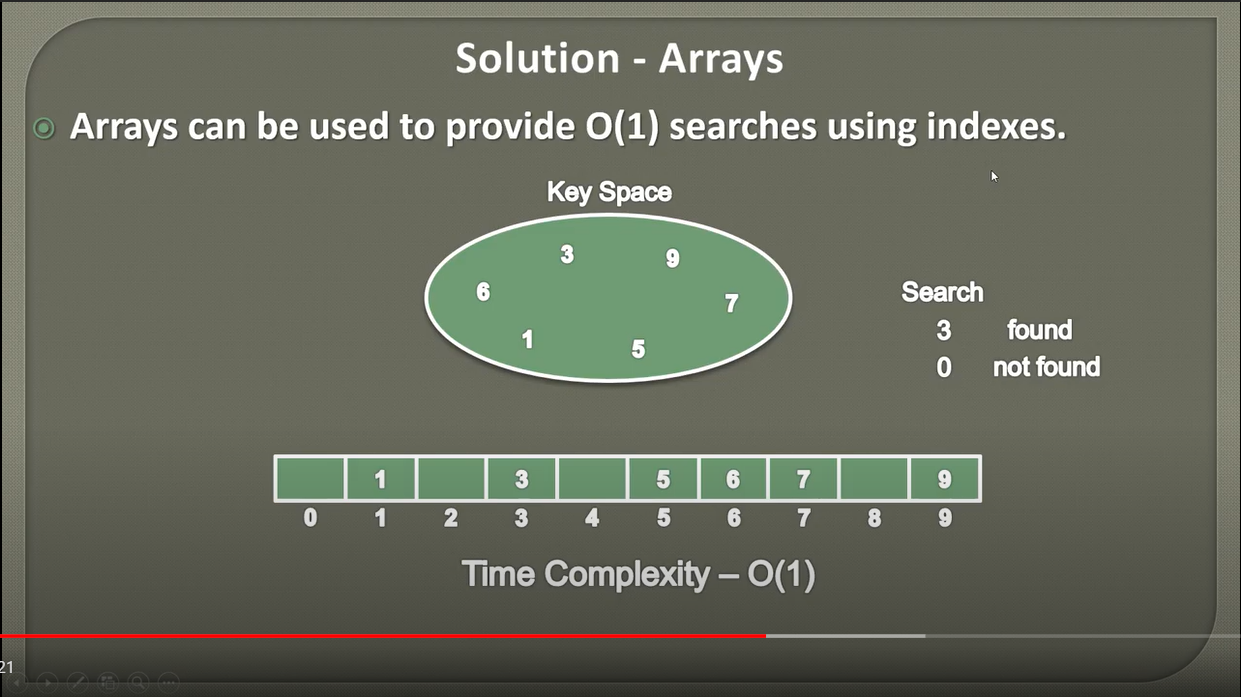 Solution - Arrays
Arrays can be used to provide O(1) searches using indexes.
Key Space
3 9
6 7
1 5
Search
3 found
0 not found
1 3 5 6 7 9
0 1 2 3 4 5 6 7 8 9
Time Complexity – O(1)
21